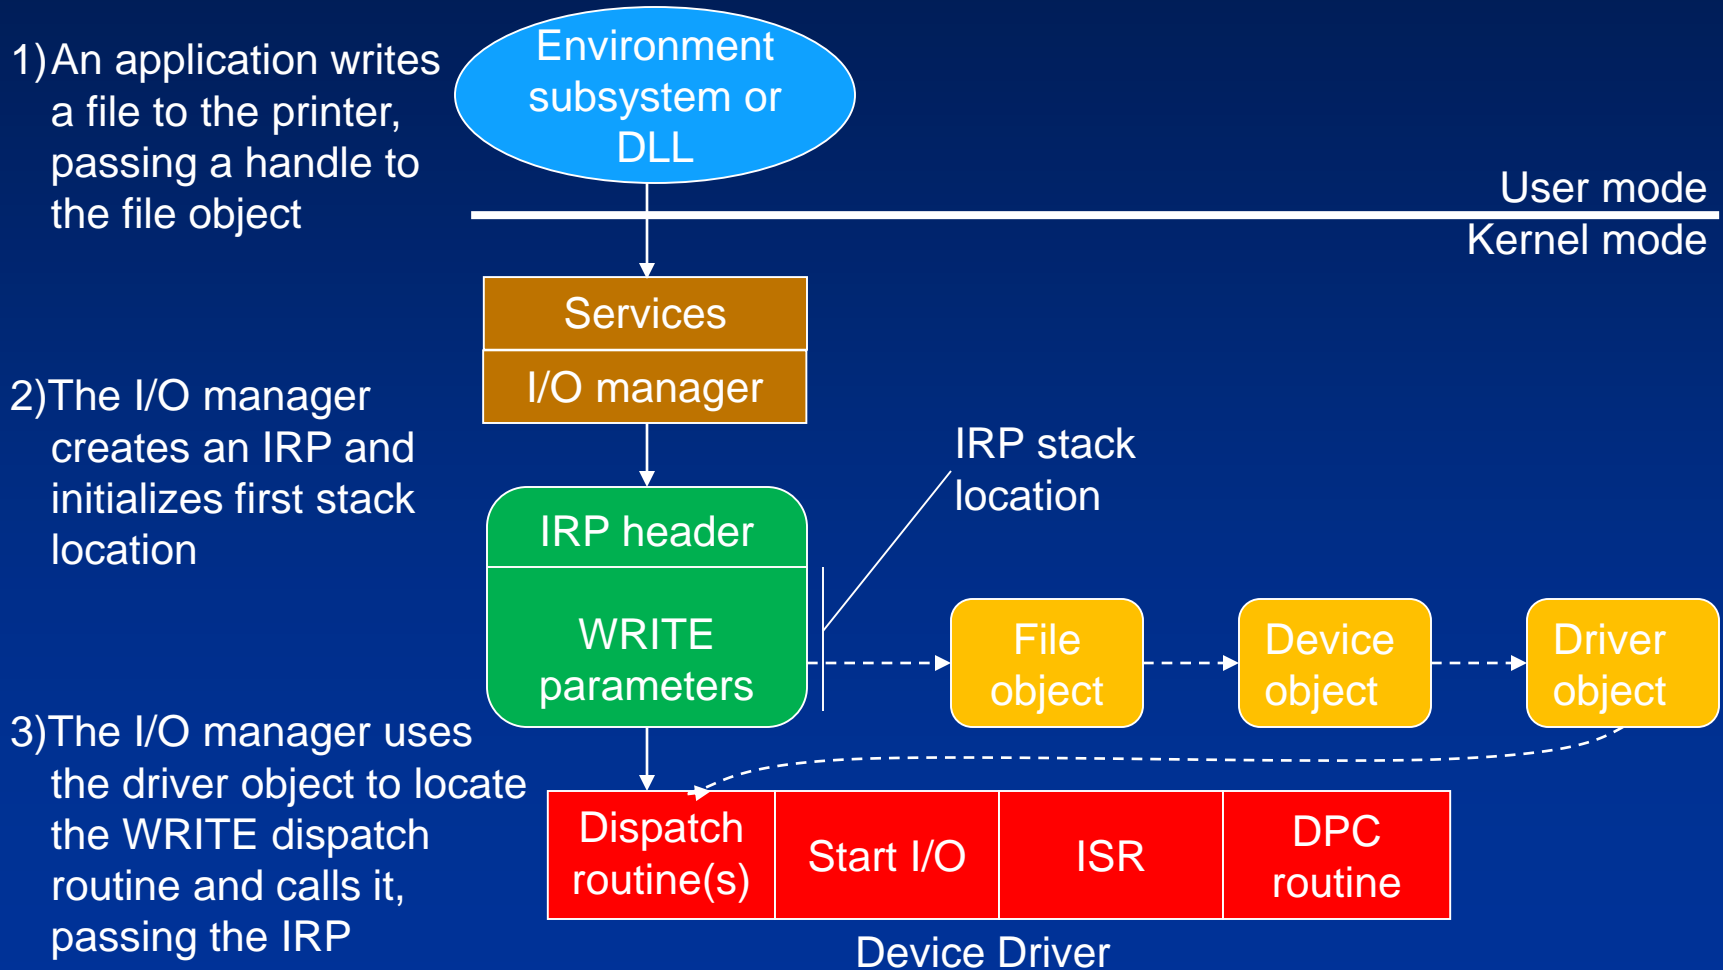 1) An application writes
a file to the printer,
passing a handle to
the file object
Environment
subsystem or
DLL
User mode
Kernel mode
Services
I/O manager
2)The I/O manager
creates an IRP and
initializes first stack
location
IRP stack
location
IRP header
WRITE
parameters
File
object
Device
object
Driver
object
3)The I/O manager uses
the driver object to locate
the WRITE dispatch
routine and calls it,
passing the IRP
Dispatch
routine(s)
Start I/O
ISR
DPC
routine
Device Driver